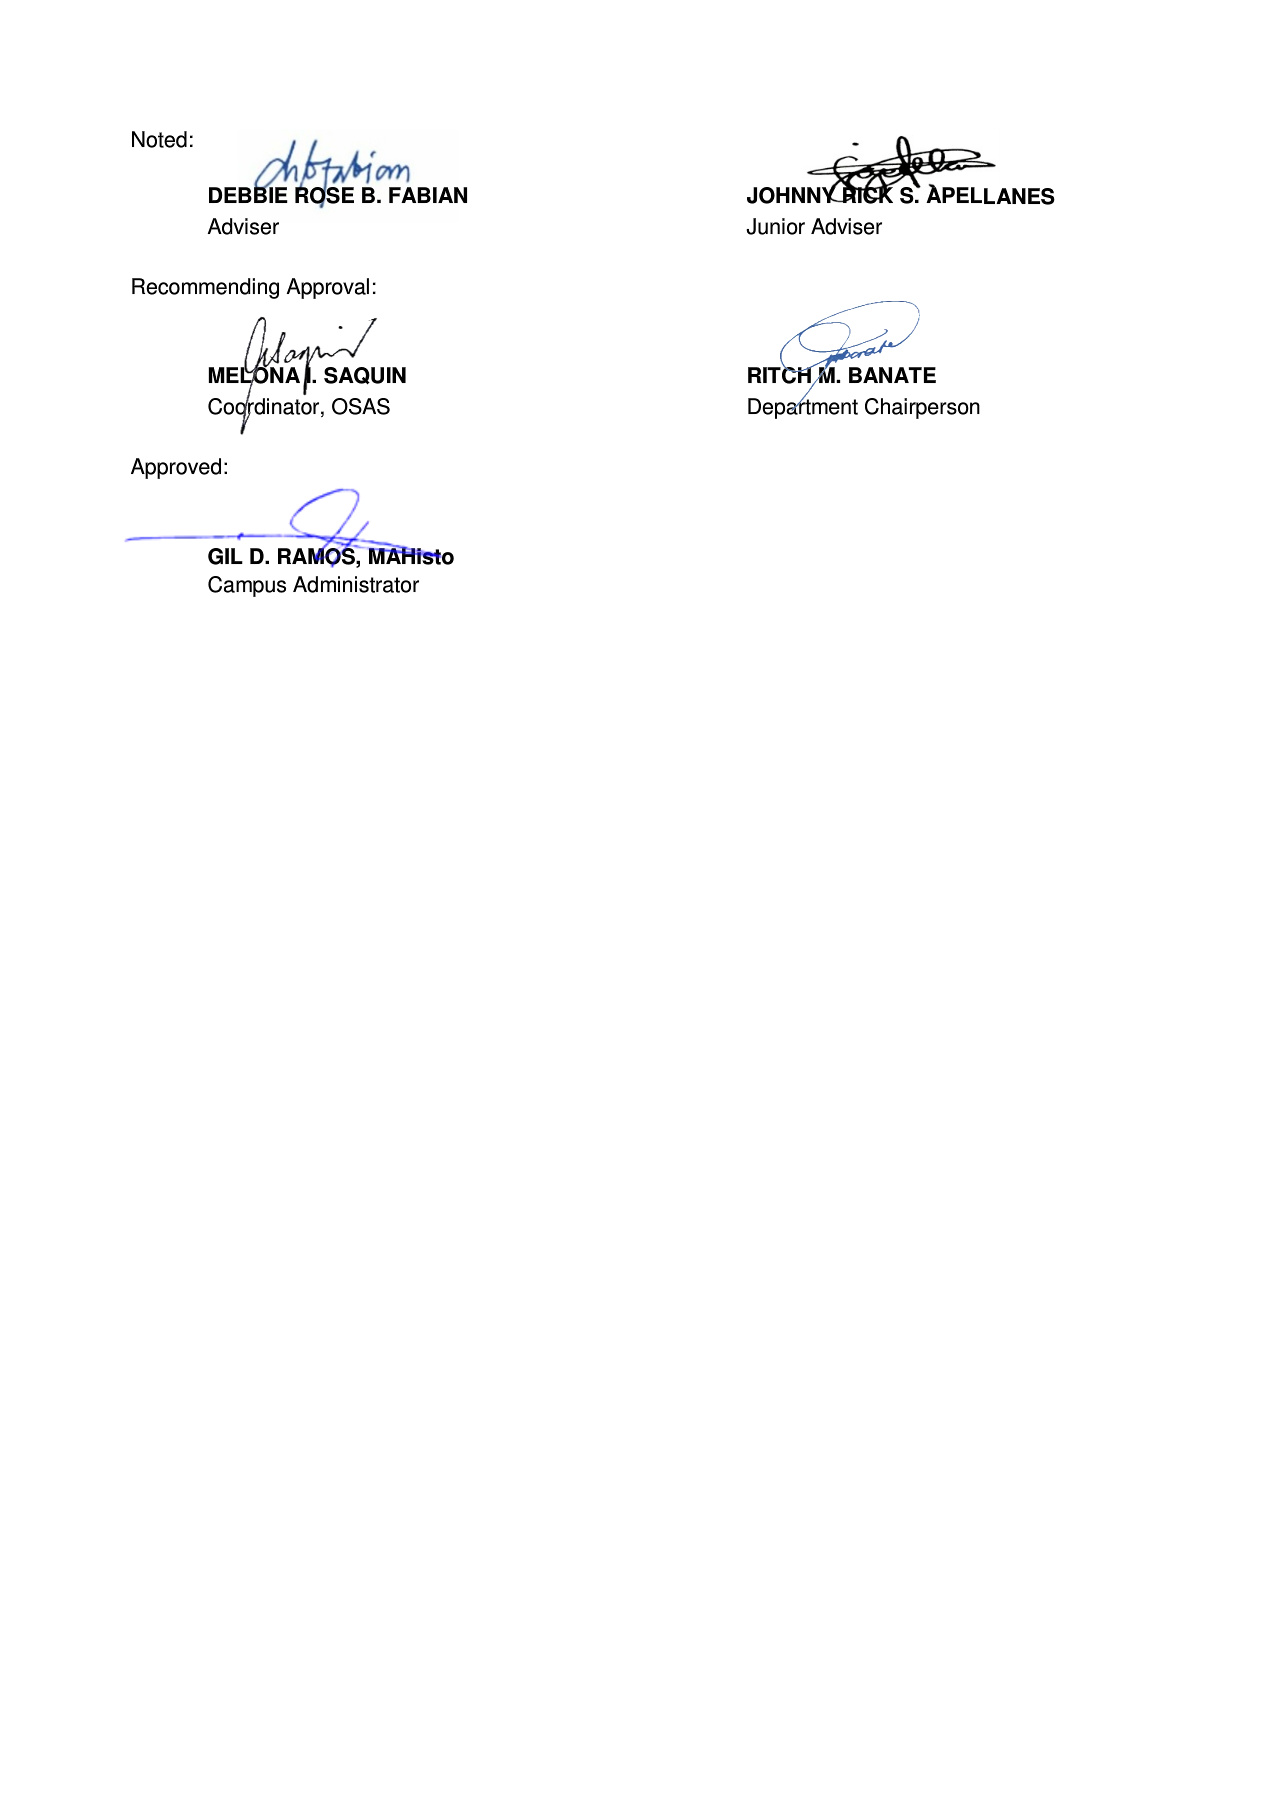 Noted:
DEBBIE ROSE B. FABIAN
Adviser
JOHNNY RICK S. APELLANES
Junior Adviser
Recommending Approval:
MELONA I. SAQUIN
Coordinator, OSAS
RITCH M. BANATE
Department Chairperson
Approved:
GIL D. RAMOS, MAHisto
Campus Administrator